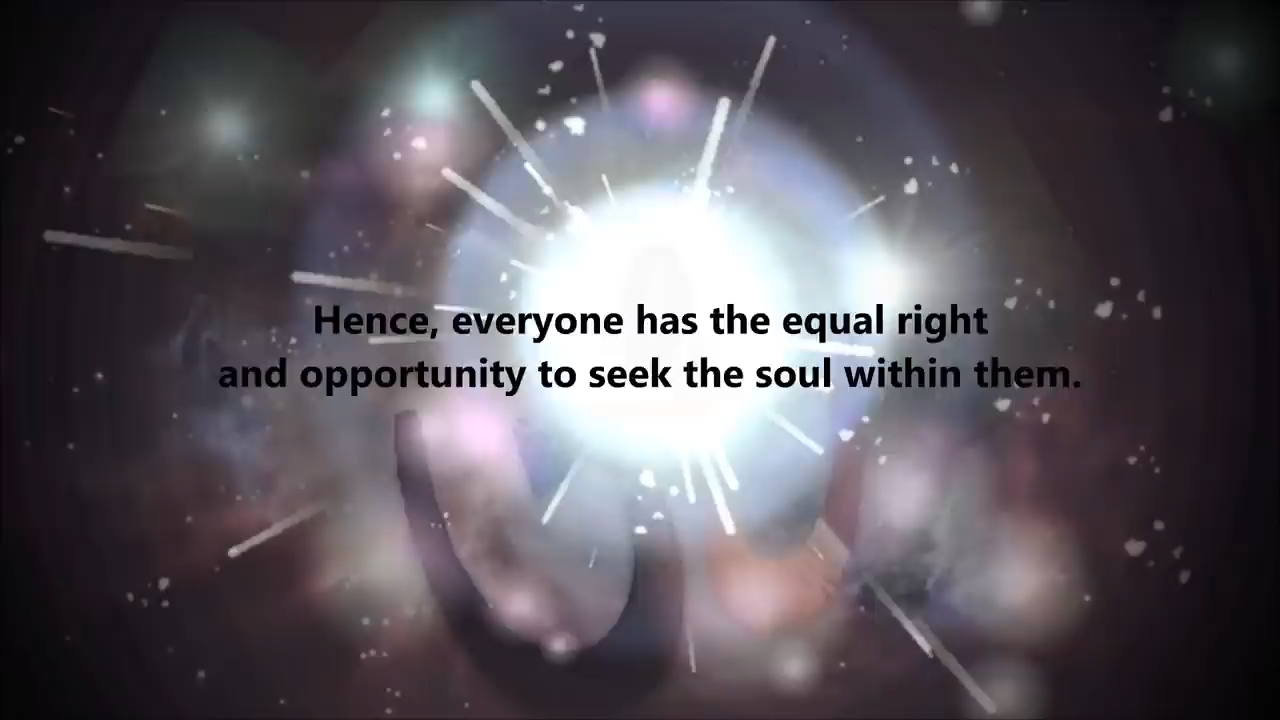 Hence, everyone has the equal right
and opportunity to seek the soul within them.